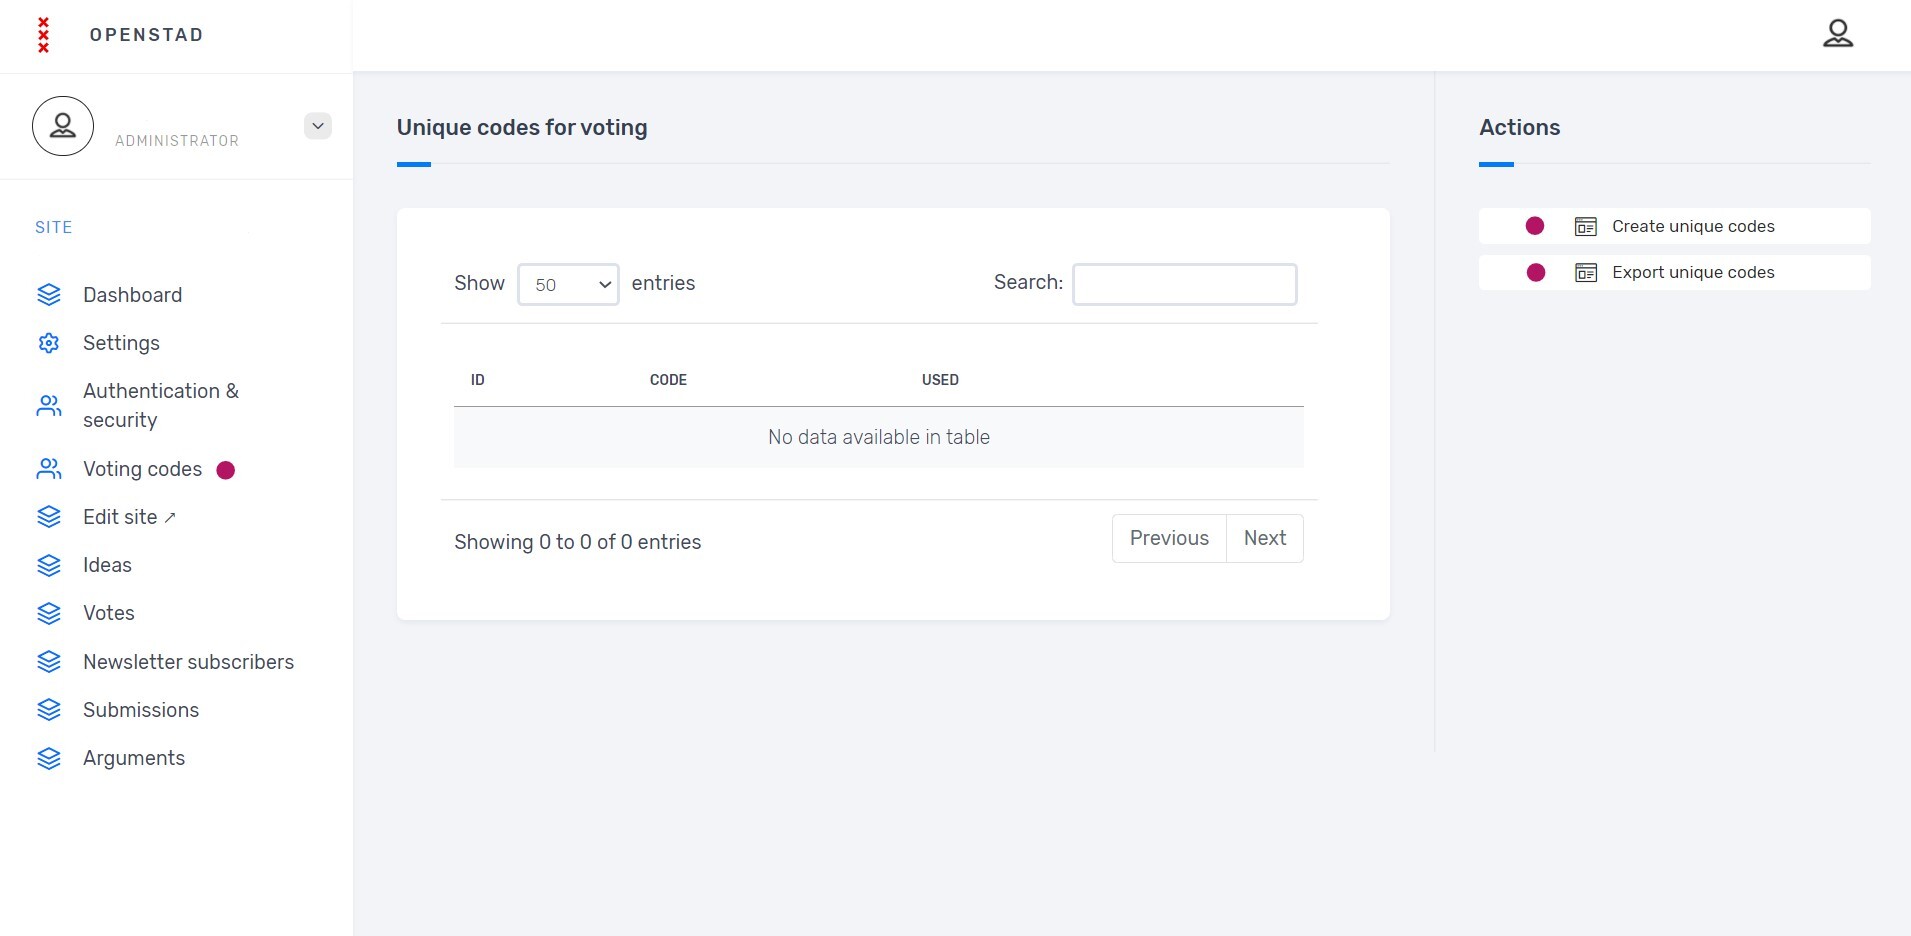 OPENSTAD
ADMINISTRATOR
SITE
Dashboard
Settings
Authentication &
security
Voting codes
Edit site ↗
Ideas
Votes
Newsletter subscribers
Submissions
Arguments
Unique codes for voting
Show 50 entries
Search:
ID CODE USED
No data available in table
Showing 0 to 0 of 0 entries
Previous Next
Actions
Create unique codes
Export unique codes